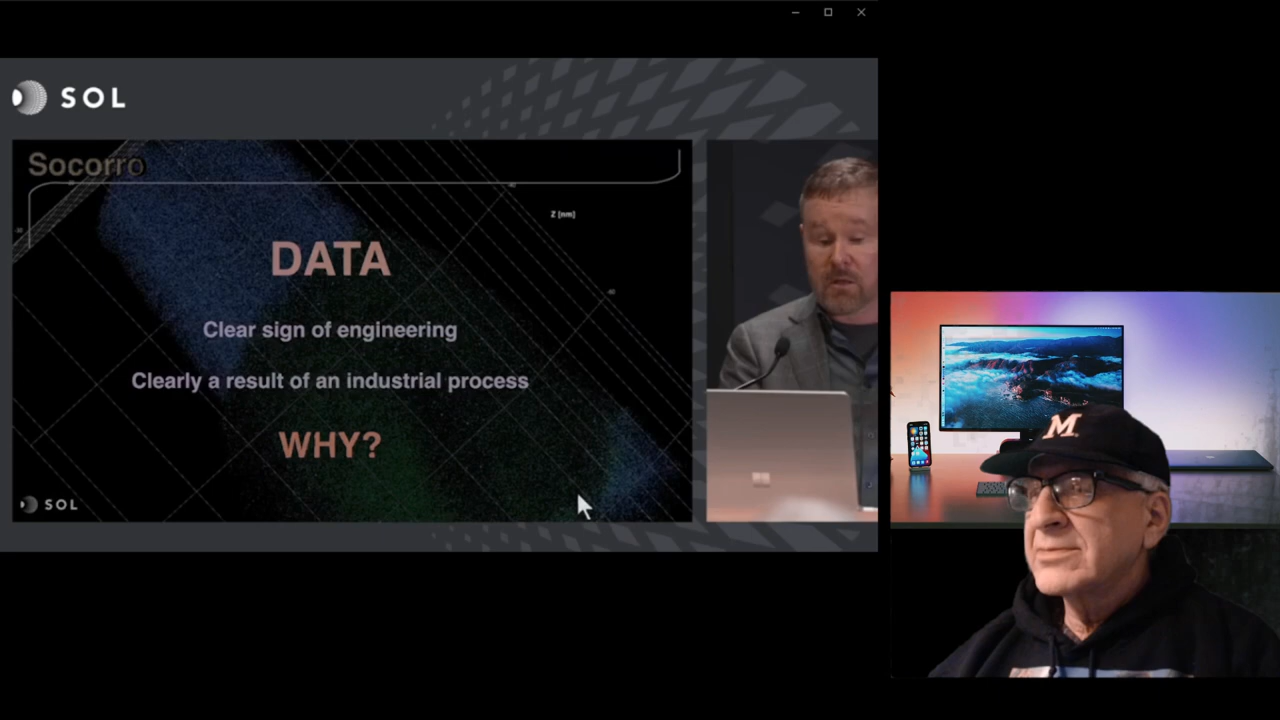 SOL
Socorro
Z [nm]
DATA
Clear sign of engineering
Clearly a result of an industrial process
WHY?
SOL
M